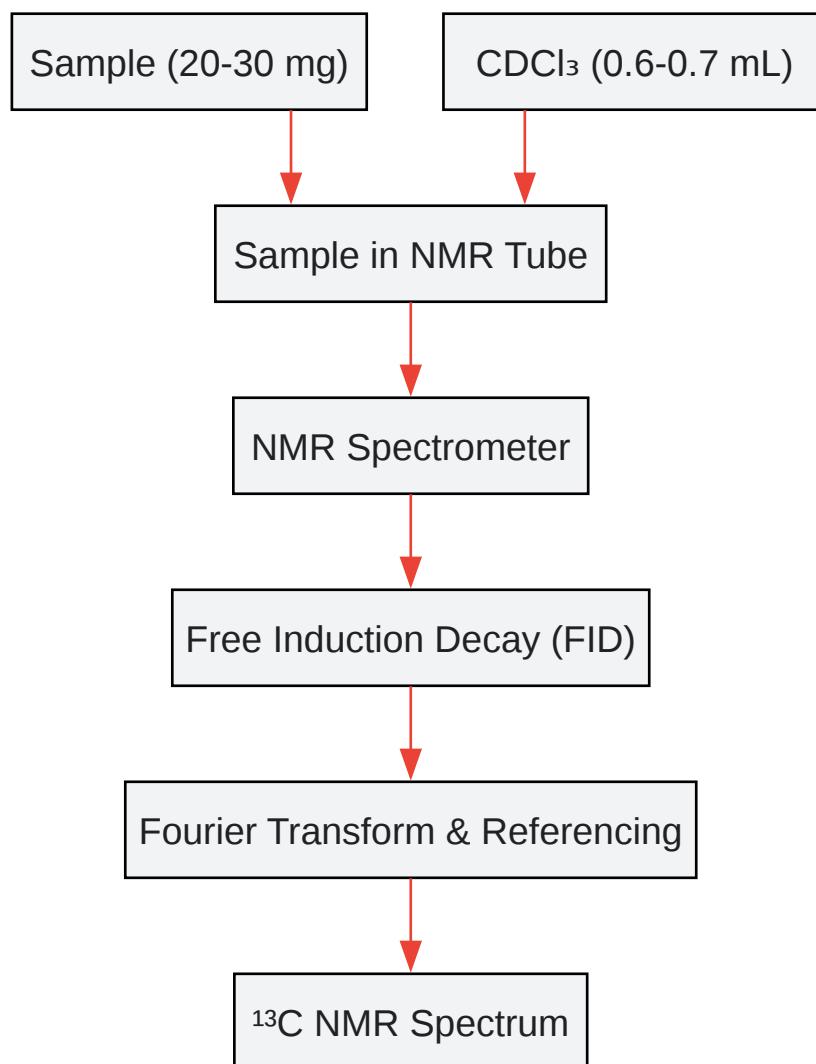 Sample (20-30 mg)
CDCl₃ (0.6-0.7 mL)
Sample in NMR Tube
NMR Spectrometer
Free Induction Decay (FID)
Fourier Transform & Referencing
¹³C NMR Spectrum